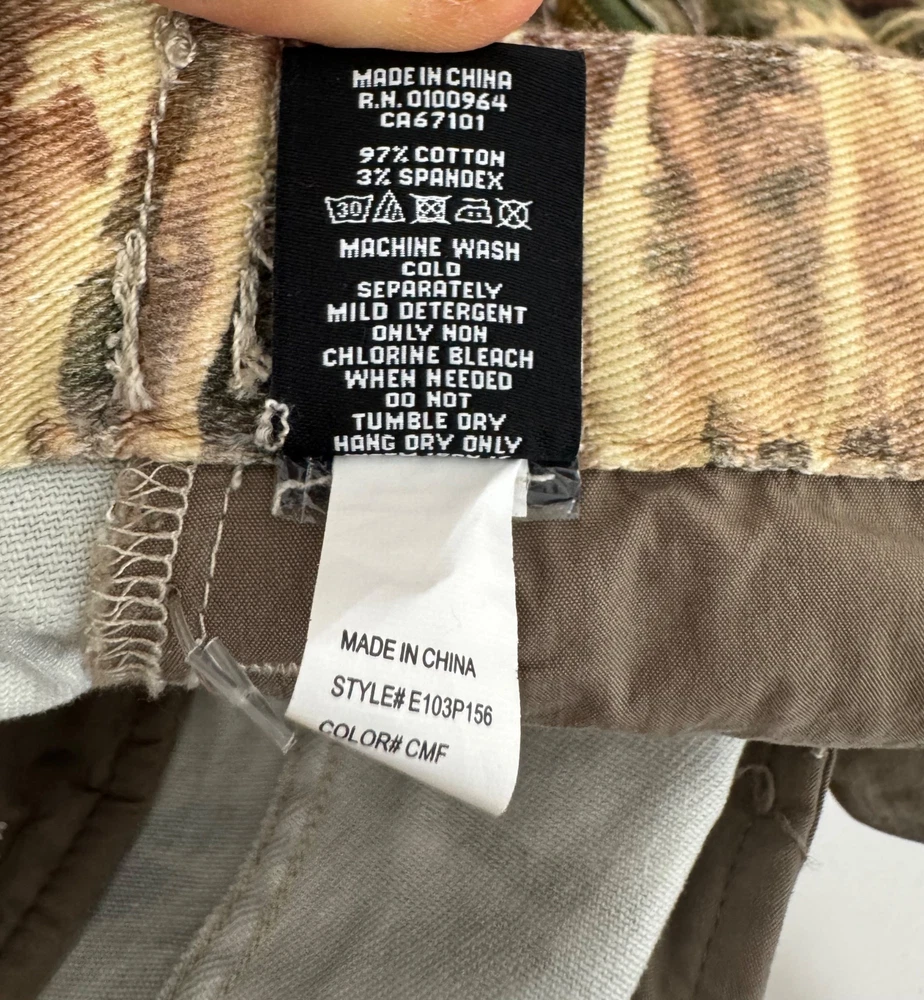 MADE IN CHINA
R.N. 0100964
CA67101
97% COTTON
3% SPANDEX
30
MACHINE WASH
COLD
SEPARATELY
MILD DETERGENT
ONLY NON
CHLORINE BLEACH
WHEN NEEDED
DO NOT
TUMBLE DRY
HANG DRY ONLY
MADE IN CHINA
STYLE# E103P156
COLOR# CMF